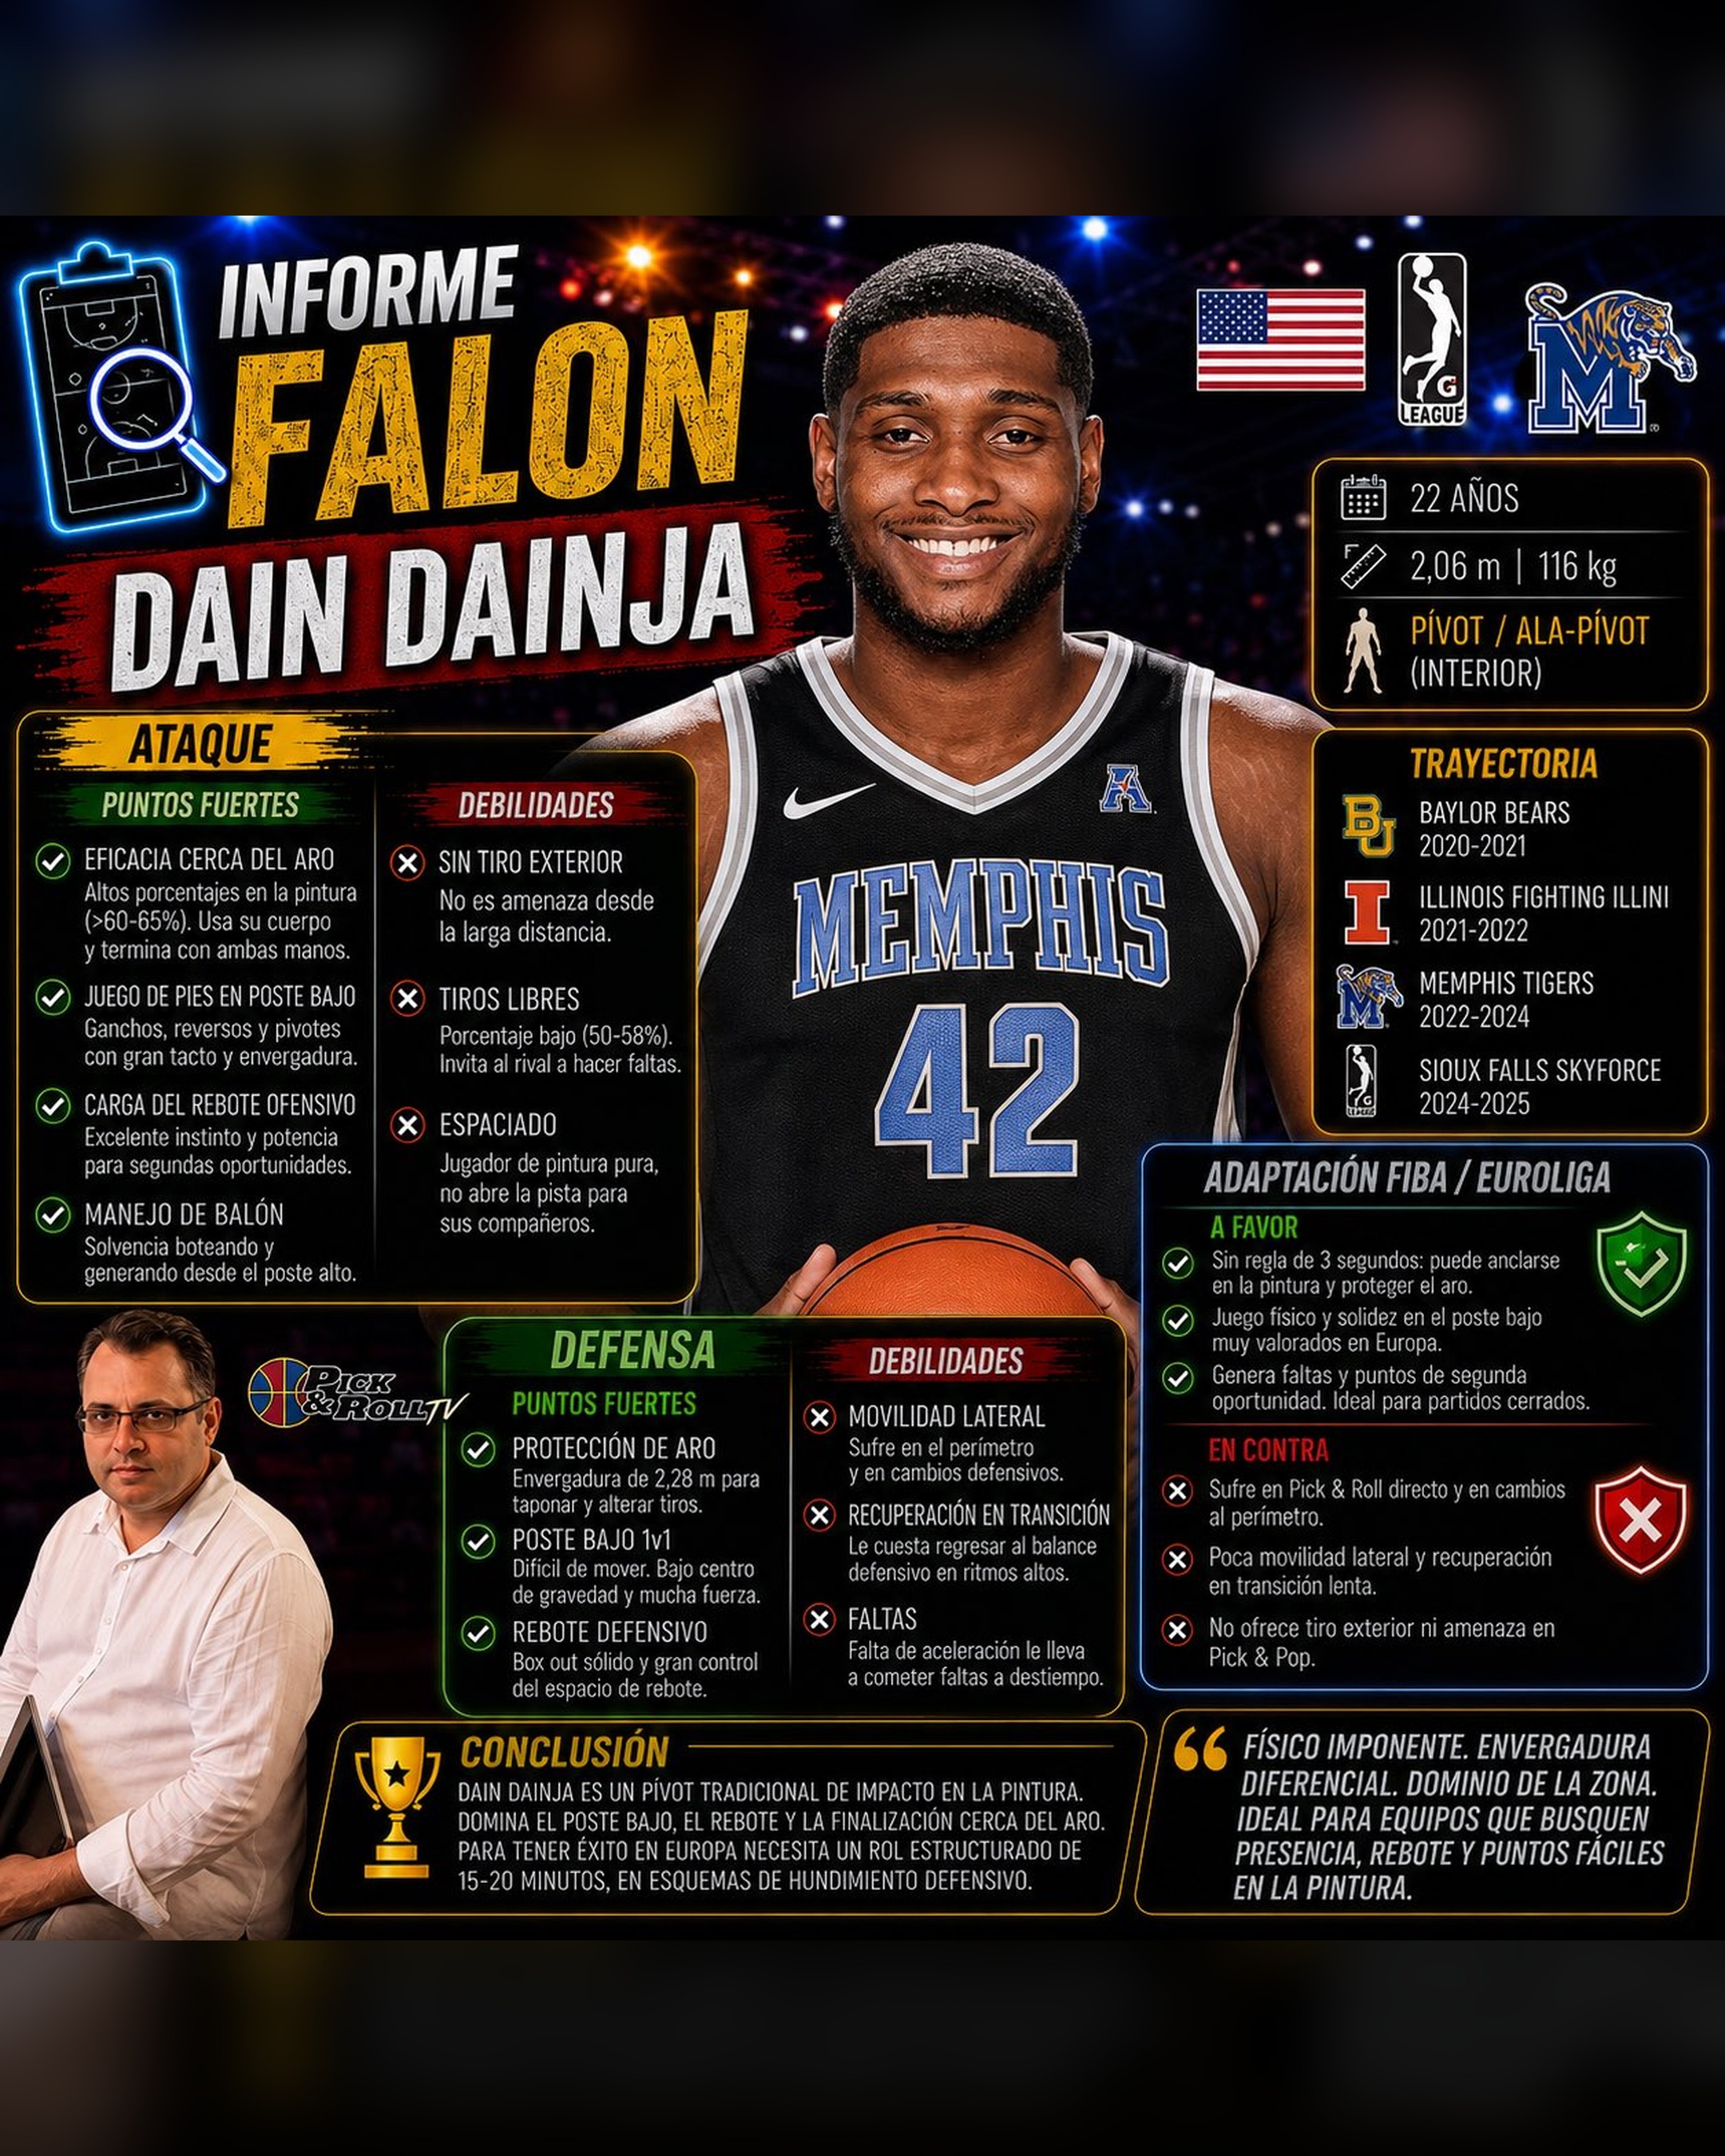 INFORME
FALON
DAIN DAINJA
G
LEAGUE
M
22 AÑOS
2,06 m | 116 kg
PÍVOT / ALA-PÍVOT
(INTERIOR)
ATAQUE
PUNTOS FUERTES
EFICACIA CERCA DEL ARO
Altos porcentajes en la pintura
(>60-65%). Usa su cuerpo
y termina con ambas manos.
JUEGO DE PIES EN POSTE BAJO
Ganchos, reversos y pivotes
con gran tacto y envergadura.
CARGA DEL REBOTE OFENSIVO
Excelente instinto y potencia
para segundas oportunidades.
MANEJO DE BALÓN
Solvencia boteando y
generando desde el poste alto.
DEBILIDADES
SIN TIRO EXTERIOR
No es amenaza desde
la larga distancia.
TIROS LIBRES
Porcentaje bajo (50-58%).
Invita al rival a hacer faltas.
ESPACIADO
Jugador de pintura pura,
no abre la pista para
sus compañeros.
A
MEMPHIS
42
TRAYECTORIA
BU
BAYLOR BEARS
2020-2021
I
ILLINOIS FIGHTING ILLINI
2021-2022
M
MEMPHIS TIGERS
2022-2024
G
SIOUX FALLS SKYFORCE
2024-2025
ADAPTACIÓN FIBA / EUROLIGA
A FAVOR
Sin regla de 3 segundos: puede anclarse
en la pintura y proteger el aro.
Juego físico y solidez en el poste bajo
muy valorados en Europa.
Genera faltas y puntos de segunda
oportunidad. Ideal para partidos cerrados.
EN CONTRA
Sufre en Pick & Roll directo y en cambios
al perímetro.
Poca movilidad lateral y recuperación
en transición lenta.
No ofrece tiro exterior ni amenaza en
Pick & Pop.
PICK
& ROLL TV
DEFENSA
PUNTOS FUERTES
PROTECCIÓN DE ARO
Envergadura de 2,28 m para
taponar y alterar tiros.
POSTE BAJO 1v1
Difícil de mover. Bajo centro
de gravedad y mucha fuerza.
REBOTE DEFENSIVO
Box out sólido y gran control
del espacio de rebote.
DEBILIDADES
MOVILIDAD LATERAL
Sufre en el perímetro
y en cambios defensivos.
RECUPERACIÓN EN TRANSICIÓN
Le cuesta regresar al balance
defensivo en ritmos altos.
FALTAS
Falta de aceleración le lleva
a cometer faltas a destiempo.
CONCLUSIÓN
DAIN DAINJA ES UN PÍVOT TRADICIONAL DE IMPACTO EN LA PINTURA.
DOMINA EL POSTE BAJO, EL REBOTE Y LA FINALIZACIÓN CERCA DEL ARO.
PARA TENER ÉXITO EN EUROPA NECESITA UN ROL ESTRUCTURADO DE
15-20 MINUTOS, EN ESQUEMAS DE HUNDIMIENTO DEFENSIVO.
“ FÍSICO IMPONENTE. ENVERGADURA
DIFERENCIAL. DOMINIO DE LA ZONA.
IDEAL PARA EQUIPOS QUE BUSQUEN
PRESENCIA, REBOTE Y PUNTOS FÁCILES
EN LA PINTURA.